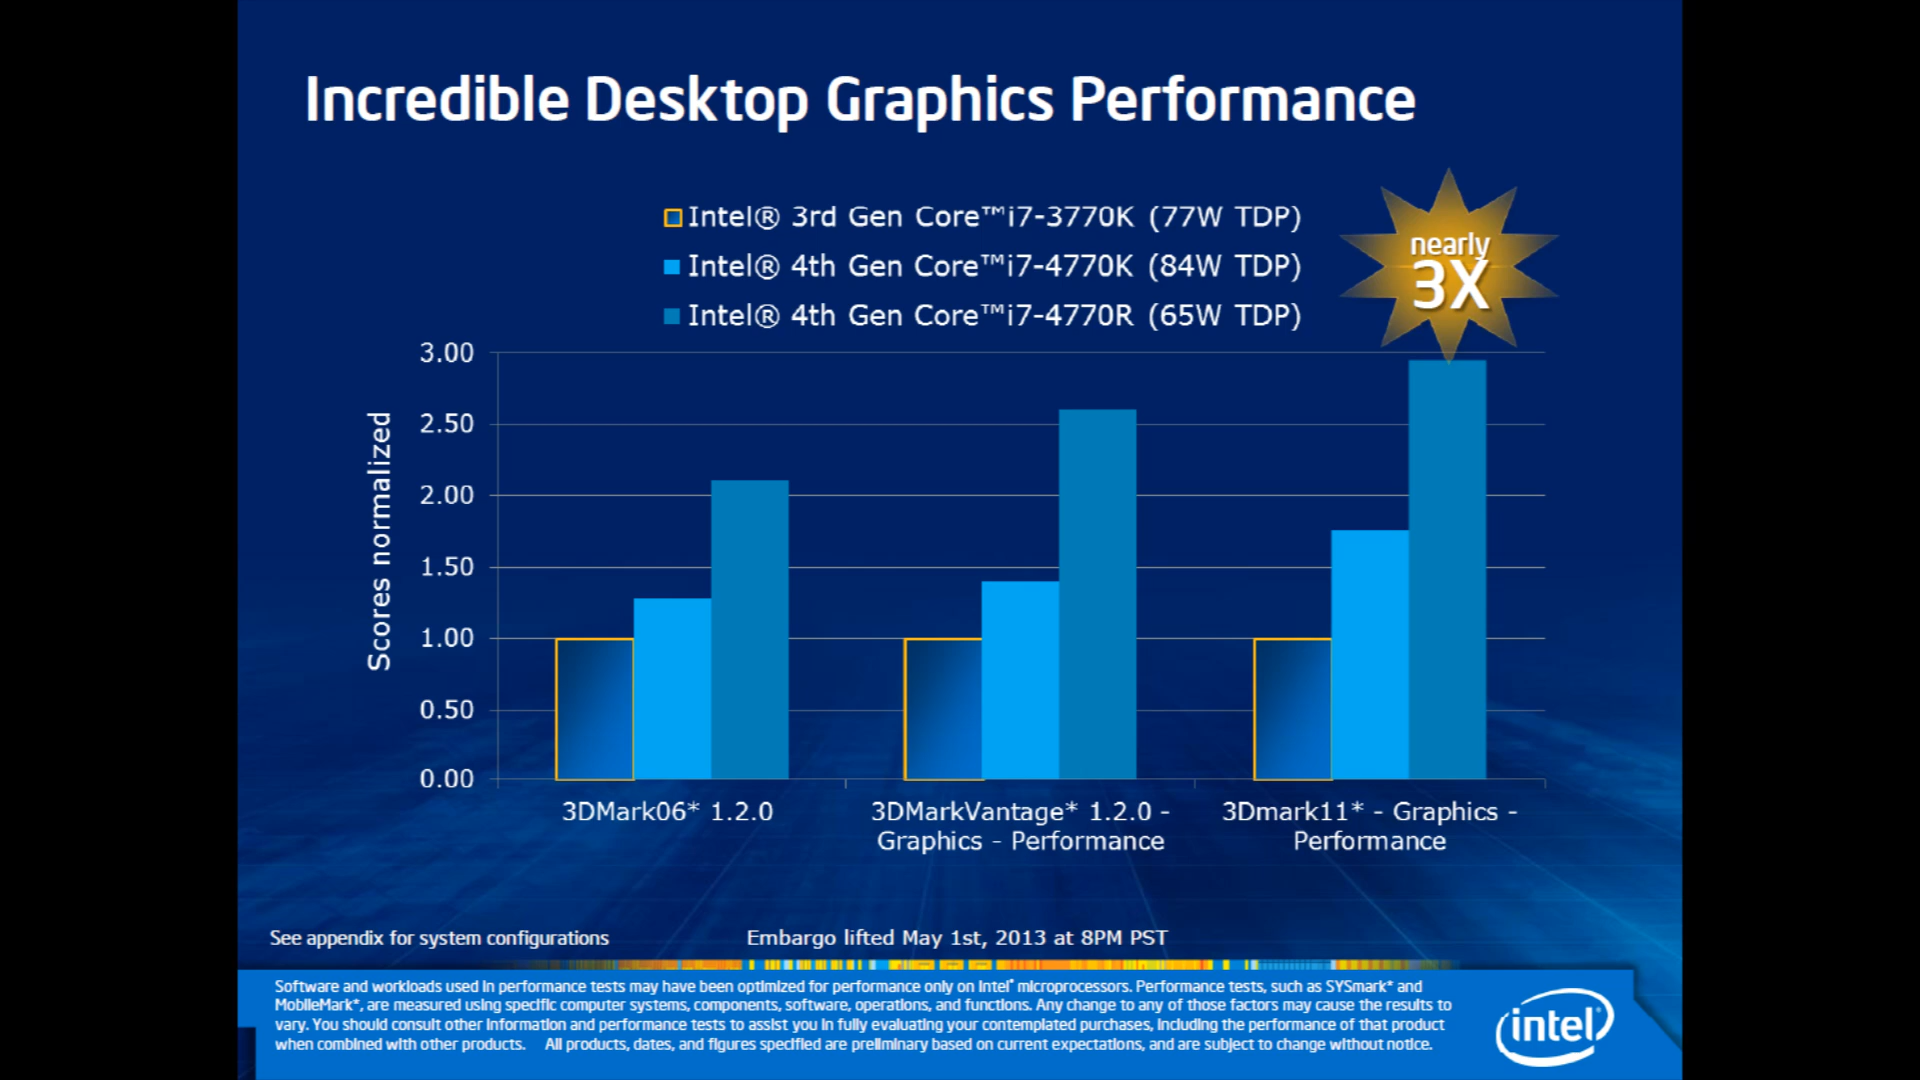 Incredible Desktop Graphics Performance
Intel® 3rd Gen Core™i7-3770K (77W TDP)
Intel® 4th Gen Core™i7-4770K (84W TDP)
Intel® 4th Gen Core™i7-4770R (65W TDP)
nearly
3X
Scores normalized
3.00
2.50
2.00
1.50
1.00
0.50
0.00
3DMark06* 1.2.0
3DMarkVantage* 1.2.0 -
Graphics - Performance
3Dmark11* - Graphics -
Performance
See appendix for system configurations
Embargo lifted May 1st, 2013 at 8PM PST
Software and workloads used in performance tests may have been optimized for performance only on Intel® microprocessors. Performance tests, such as SYSmark* and
MobileMark*, are measured using specific computer systems, components, software, operations, and functions. Any change to any of those factors may cause the results to
vary. You should consult other information and performance tests to assist you in fully evaluating your contemplated purchases, including the performance of that product
when combined with other products. All products, dates, and figures specified are preliminary based on current expectations, and are subject to change without notice.
intel®